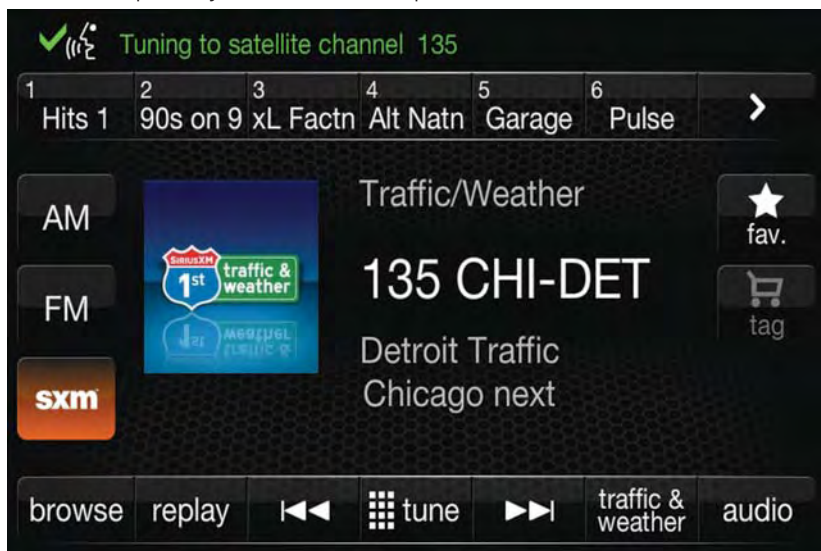 Tuning to satellite channel 135
1 2 3 4 5 6
Hits 1 90s on 9 xL Factn Alt Natn Garage Pulse
AM
FM
sxm
SIRIUSXM
1st traffic & weather
Traffic/Weather
135 CHI-DET
Detroit Traffic
Chicago next
fav.
tag
browse replay tune traffic & weather audio